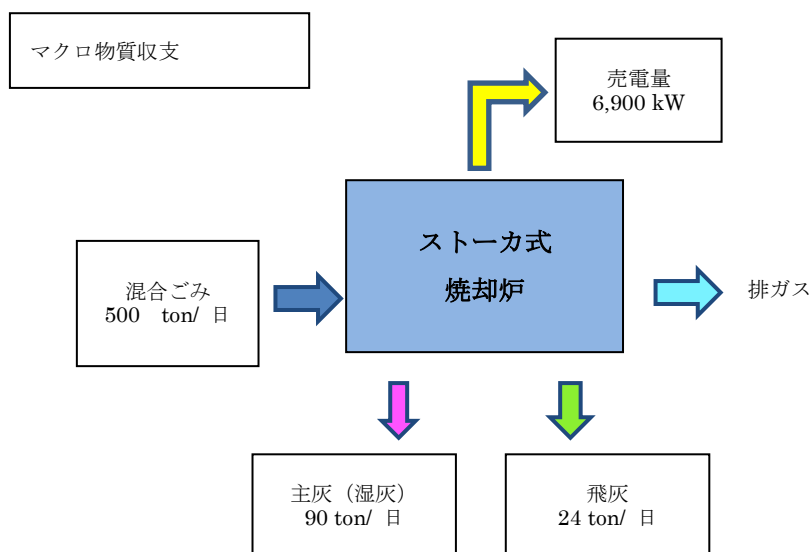 マクロ物質収支
売電量
6,900 kW
ストーカ式
焼却炉
混合ごみ
500 ton/ 日
排ガス
主灰（湿灰）
90 ton/ 日
飛灰
24 ton/ 日